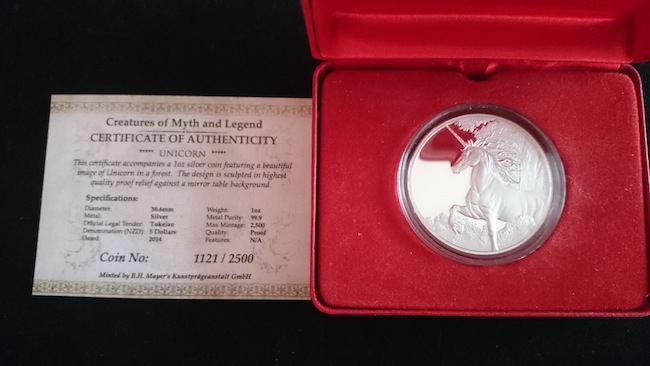 Creatures of Myth and Legend
CERTIFICATE OF AUTHENTICITY
***** UNICORN *****
This certificate accompanies a 1oz silver coin featuring a beautiful
image of Unicorn in a forest. The design is sculpted in highest
quality proof relief against a mirror table background.
Specifications:
Diameter: 38.6mm Weight: 1oz
Metal: Silver Metal Purity: 99.9
Official Legal Tender: Tokelau Max Mintage: 2,500
Denomination (NZD): 5 Dollars Quality: Proof
Dated: 2014 Features: N/A
Coin No: 1121 / 2500
Minted by B.H. Mayer's Kunstprägeanstalt GmbH